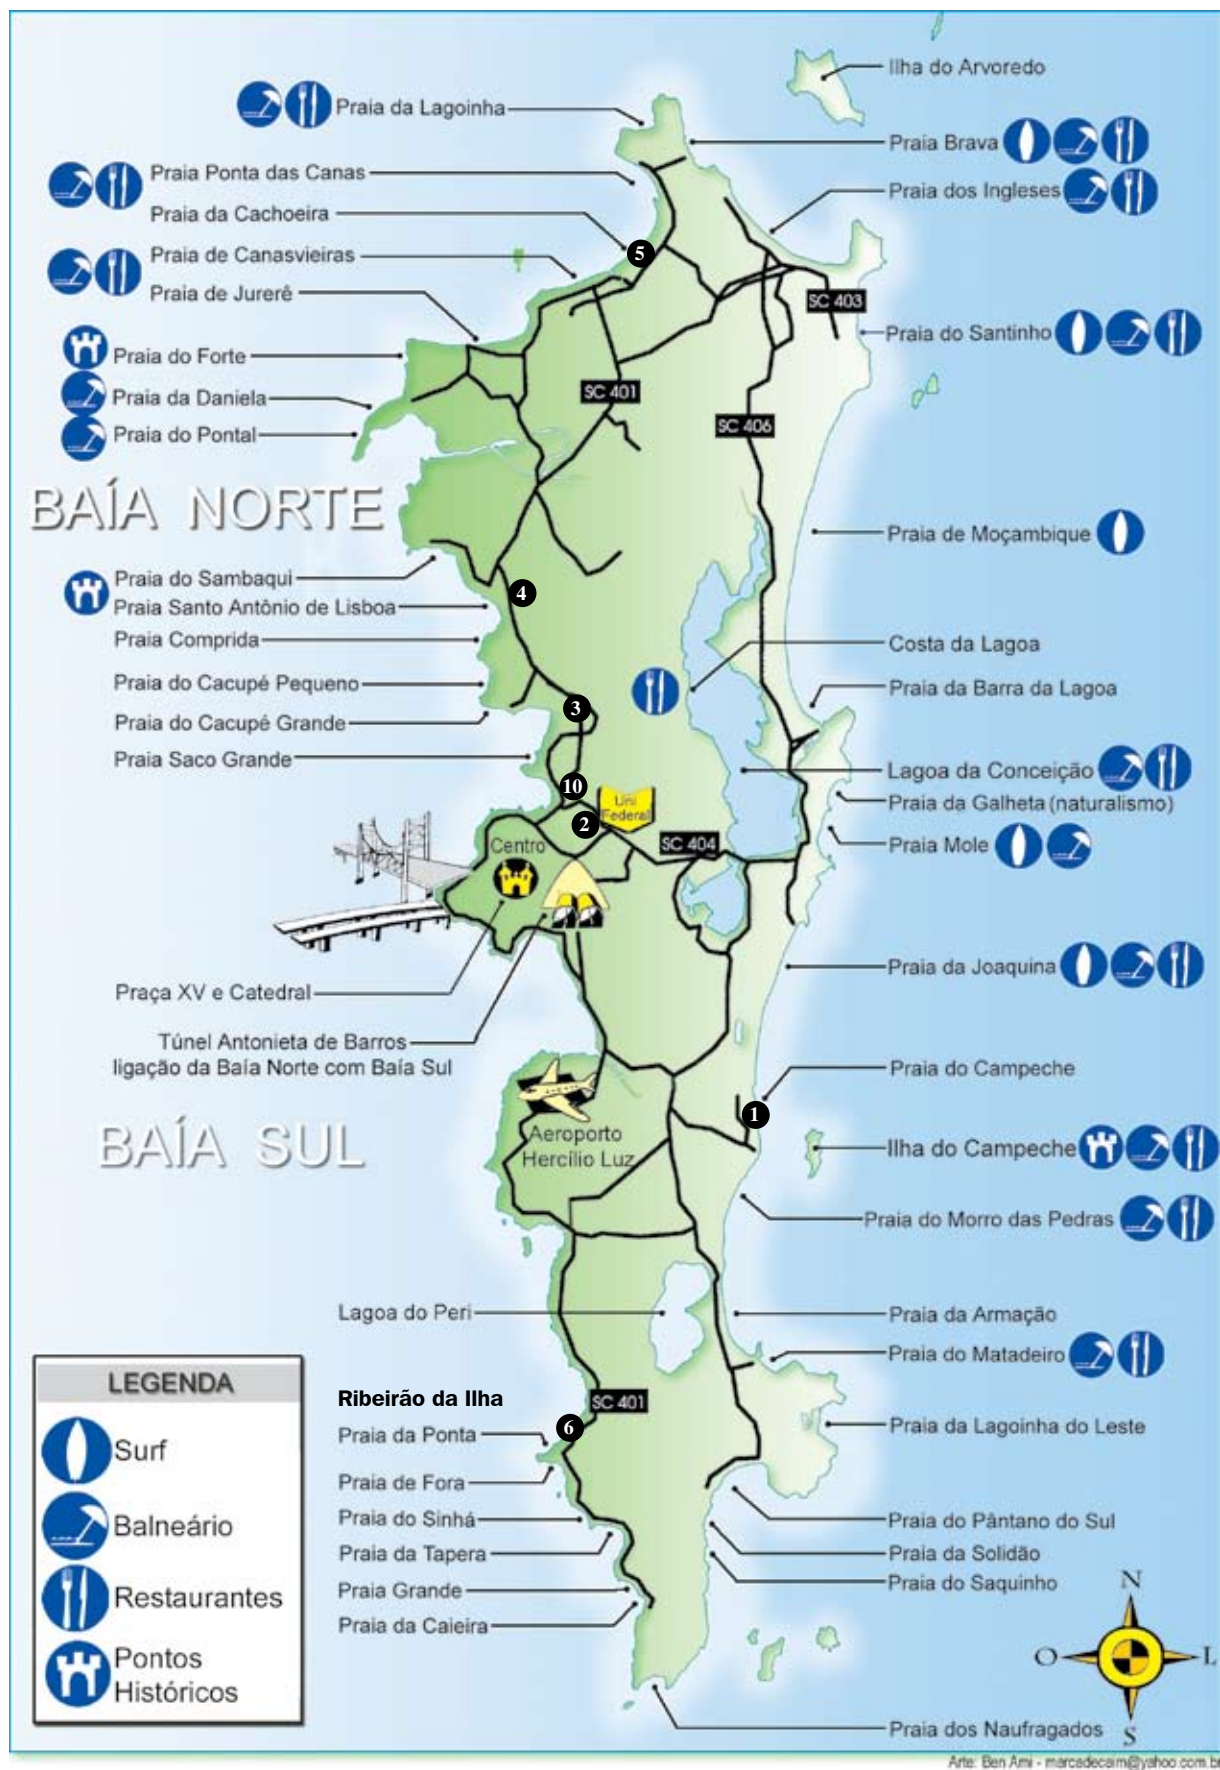 Ilha do Arvoredo
Praia da Lagoinha
Praia Brava
Praia Ponta das Canas
Praia dos Ingleses
Praia da Cachoeira
5
Praia de Canasvieiras
Praia de Jurerê
SC 403
Praia do Santinho
Praia do Forte
SC 401
Praia da Daniela
SC 406
Praia do Pontal
BAÍA NORTE
Praia de Moçambique
Praia do Sambaqui
4
Praia Santo Antônio de Lisboa
Praia Comprida
Costa da Lagoa
Praia do Cacupé Pequeno
Praia da Barra da Lagoa
3
Praia do Cacupé Grande
Praia Saco Grande
Lagoa da Conceição
10
Praia da Galheta (naturalismo)
Uni
Federal
2
Centro
SC 404
Praia Mole
Praia da Joaquina
Praça XV e Catedral
Túnel Antonieta de Barros
ligação da Baía Norte com Baía Sul
Praia do Campeche
1
BAÍA SUL
Aeroporto
Hercílio Luz
Ilha do Campeche
Praia do Morro das Pedras
Lagoa do Peri
Praia da Armação
Praia do Matadeiro
LEGENDA
Surf
Balneário
Restaurantes
Pontos
Históricos
Ribeirão da Ilha
SC 401
6
Praia da Ponta
Praia da Lagoinha do Leste
Praia de Fora
Praia do Sinhá
Praia do Pântano do Sul
Praia da Tapera
Praia da Solidão
Praia Grande
Praia do Saquinho
Praia da Caieira
N
O
L
S
Praia dos Naufragados
Arte: Ben Ami - marcadecaim@yahoo.com.br